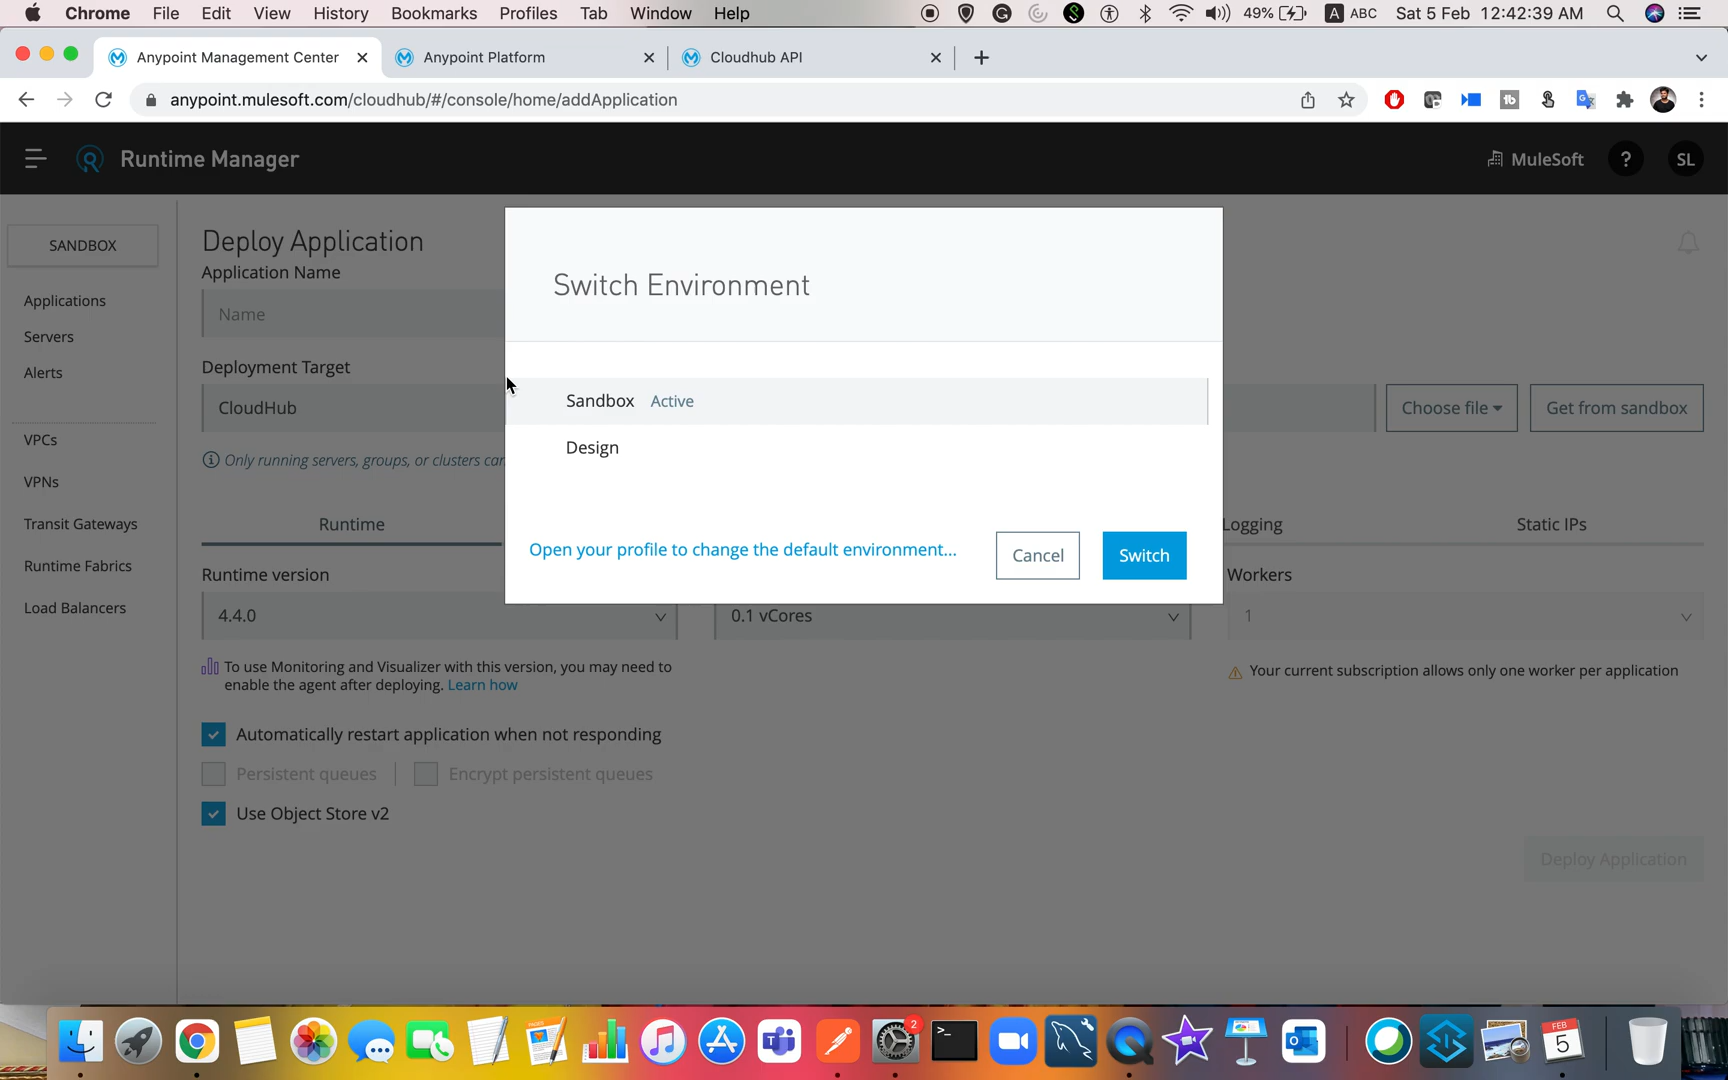 Chrome File Edit View History Bookmarks Profiles Tab Window Help 49% A ABC Sat 5 Feb 12:42:39 AM
Anypoint Management Center Anypoint Platform Cloudhub API
anypoint.mulesoft.com/cloudhub/#/console/home/addApplication
Runtime Manager MuleSoft ? SL
SANDBOX
Applications
Servers
Alerts
VPCs
VPNs
Transit Gateways
Runtime Fabrics
Load Balancers
Deploy Application
Application Name
Name
Deployment Target
CloudHub
Choose file
Get from sandbox
Only running servers, groups, or clusters can
Runtime
Logging
Static IPs
Runtime version
Workers
4.4.0
0.1 vCores
1
To use Monitoring and Visualizer with this version, you may need to
enable the agent after deploying. Learn how
Your current subscription allows only one worker per application
Automatically restart application when not responding
Persistent queues
Encrypt persistent queues
Use Object Store v2
Deploy Application
Switch Environment
Sandbox Active
Design
Open your profile to change the default environment...
Cancel
Switch
2
FEB
5